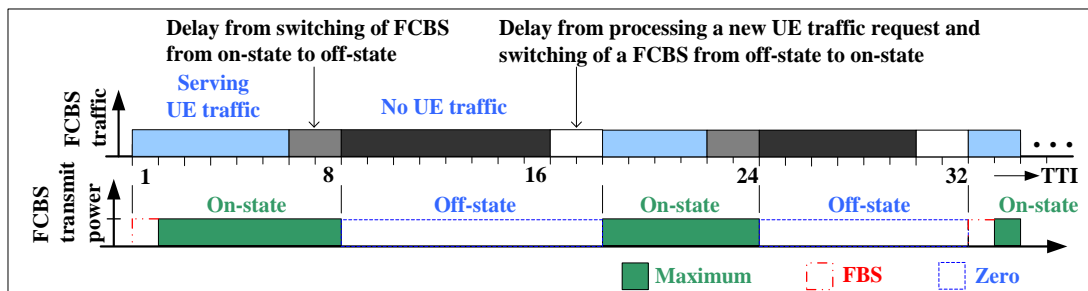 Delay from switching of FCBS
from on-state to off-state
Delay from processing a new UE traffic request and
switching of a FCBS from off-state to on-state
Serving
UE traffic
No UE traffic
FCBS
traffic
1
8
16
24
32
TTI
FCBS
transmit
power
On-state
Off-state
On-state
Off-state
On-state
Maximum
FBS
Zero